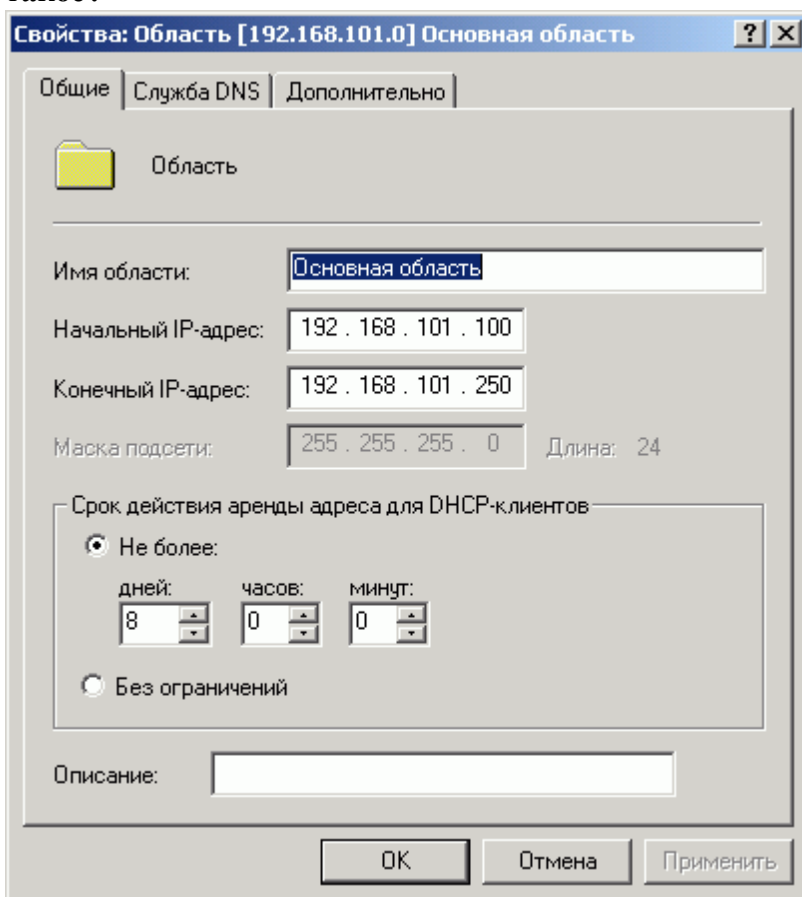 Свойства: Область [192.168.101.0] Основная область
Общие Служба DNS Дополнительно
Область
Имя области: Основная область
Начальный IP-адрес: 192 . 168 . 101 . 100
Конечный IP-адрес: 192 . 168 . 101 . 250
Маска подсети: 255 . 255 . 255 . 0 Длина: 24
Срок действия аренды адреса для DHCP-клиентов
Не более:
дней: часов: минут:
8 0 0
Без ограничений
Описание:
OK Отмена Применить